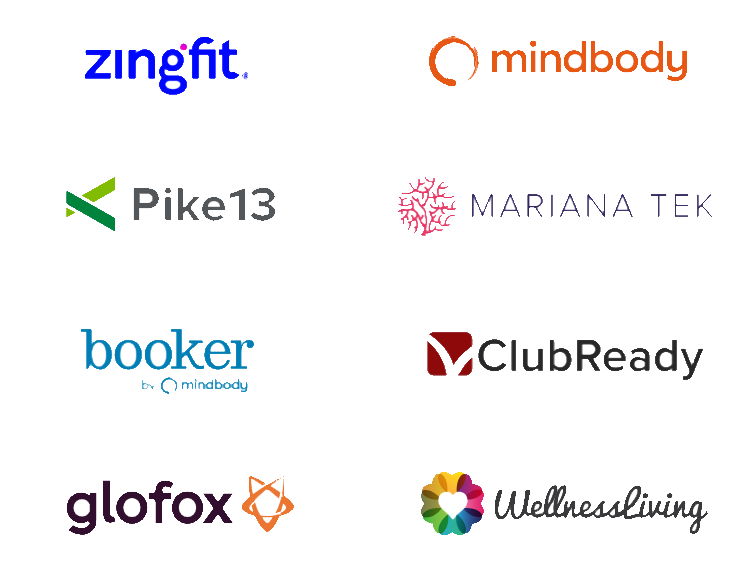 zingfit
mindbody
Pike13
MARIANA TEK
booker
by mindbody
ClubReady
glofox
WellnessLiving